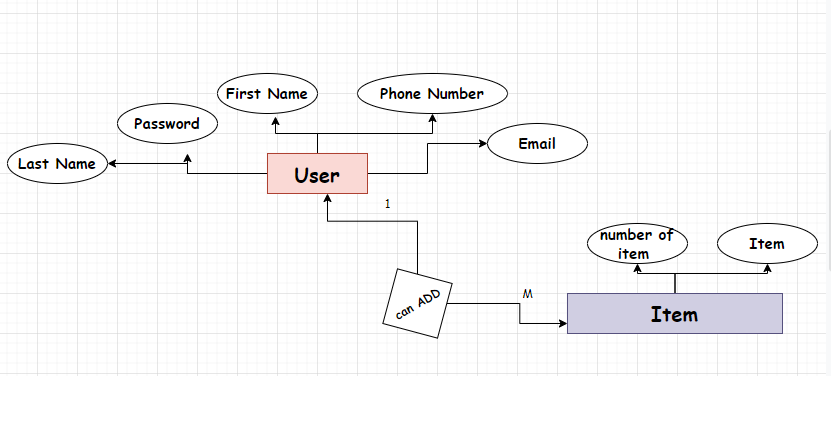 First Name
Phone Number
Password
Email
Last Name
User
1
number of
item
Item
can ADD
M
Item